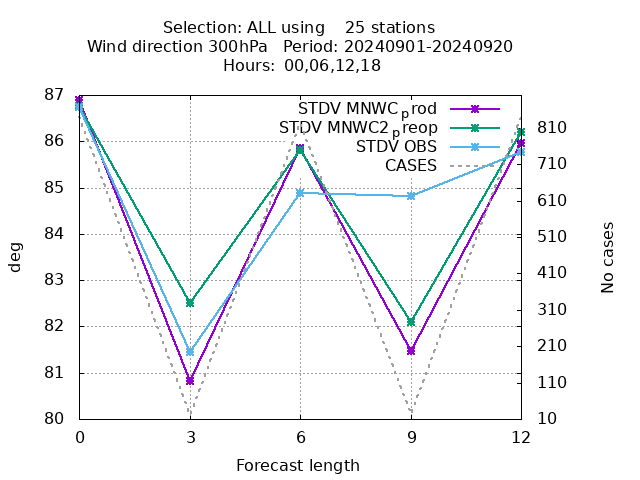 Selection: ALL using    25 stations
Wind direction 300hPa   Period: 20240901-20240920
Hours:  00,06,12,18
STDV MNWC_prod
STDV MNWC2_preop
STDV OBS
CASES
87
86
85
84
83
82
81
80
810
710
610
510
410
310
210
110
10
deg
No cases
0 3 6 9 12
Forecast length